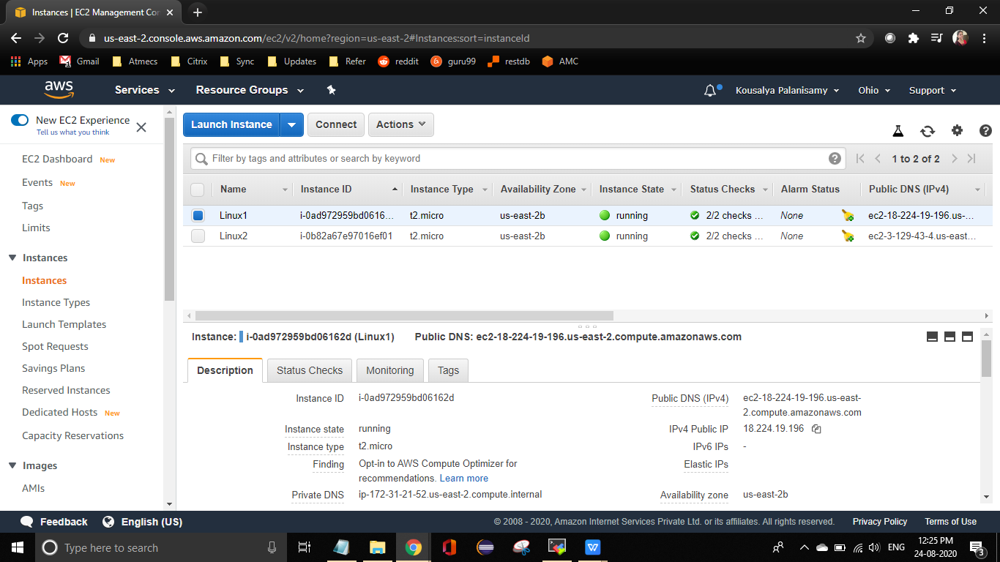 Instances | EC2 Management Con
us-east-2.console.aws.amazon.com/ec2/v2/home?region=us-east-2#Instances:sort=instanceId
Apps Gmail Atmecs Citrix Sync Updates Refer reddit guru99 restdb AMC
aws Services Resource Groups Kousalya Palanisamy Ohio Support
New EC2 Experience
Tell us what you think
EC2 Dashboard New
Events New
Tags
Limits
Instances
Instances
Instance Types
Launch Templates
Spot Requests
Savings Plans
Reserved Instances
Dedicated Hosts New
Capacity Reservations
Images
AMIs
Launch Instance Connect Actions
Filter by tags and attributes or search by keyword 1 to 2 of 2
Name Instance ID Instance Type Availability Zone Instance State Status Checks Alarm Status Public DNS (IPv4)
Linux1 i-0ad972959bd0616... t2.micro us-east-2b running 2/2 checks ... None ec2-18-224-19-196.us-...
Linux2 i-0b82a67e97016ef01 t2.micro us-east-2b running 2/2 checks ... None ec2-3-129-43-4.us-east...
Instance: i-0ad972959bd06162d (Linux1) Public DNS: ec2-18-224-19-196.us-east-2.compute.amazonaws.com
Description Status Checks Monitoring Tags
Instance ID i-0ad972959bd06162d
Instance state running
Instance type t2.micro
Finding Opt-in to AWS Compute Optimizer for
recommendations. Learn more
Private DNS ip-172-31-21-52.us-east-2.compute.internal
Public DNS (IPv4) ec2-18-224-19-196.us-east-
2.compute.amazonaws.com
IPv4 Public IP 18.224.19.196
IPv6 IPs -
Elastic IPs
Availability zone us-east-2b
Feedback English (US) © 2008 - 2020, Amazon Internet Services Private Ltd. or its affiliates. All rights reserved. Privacy Policy Terms of Use
Type here to search ENG 12:25 PM
24-08-2020 3